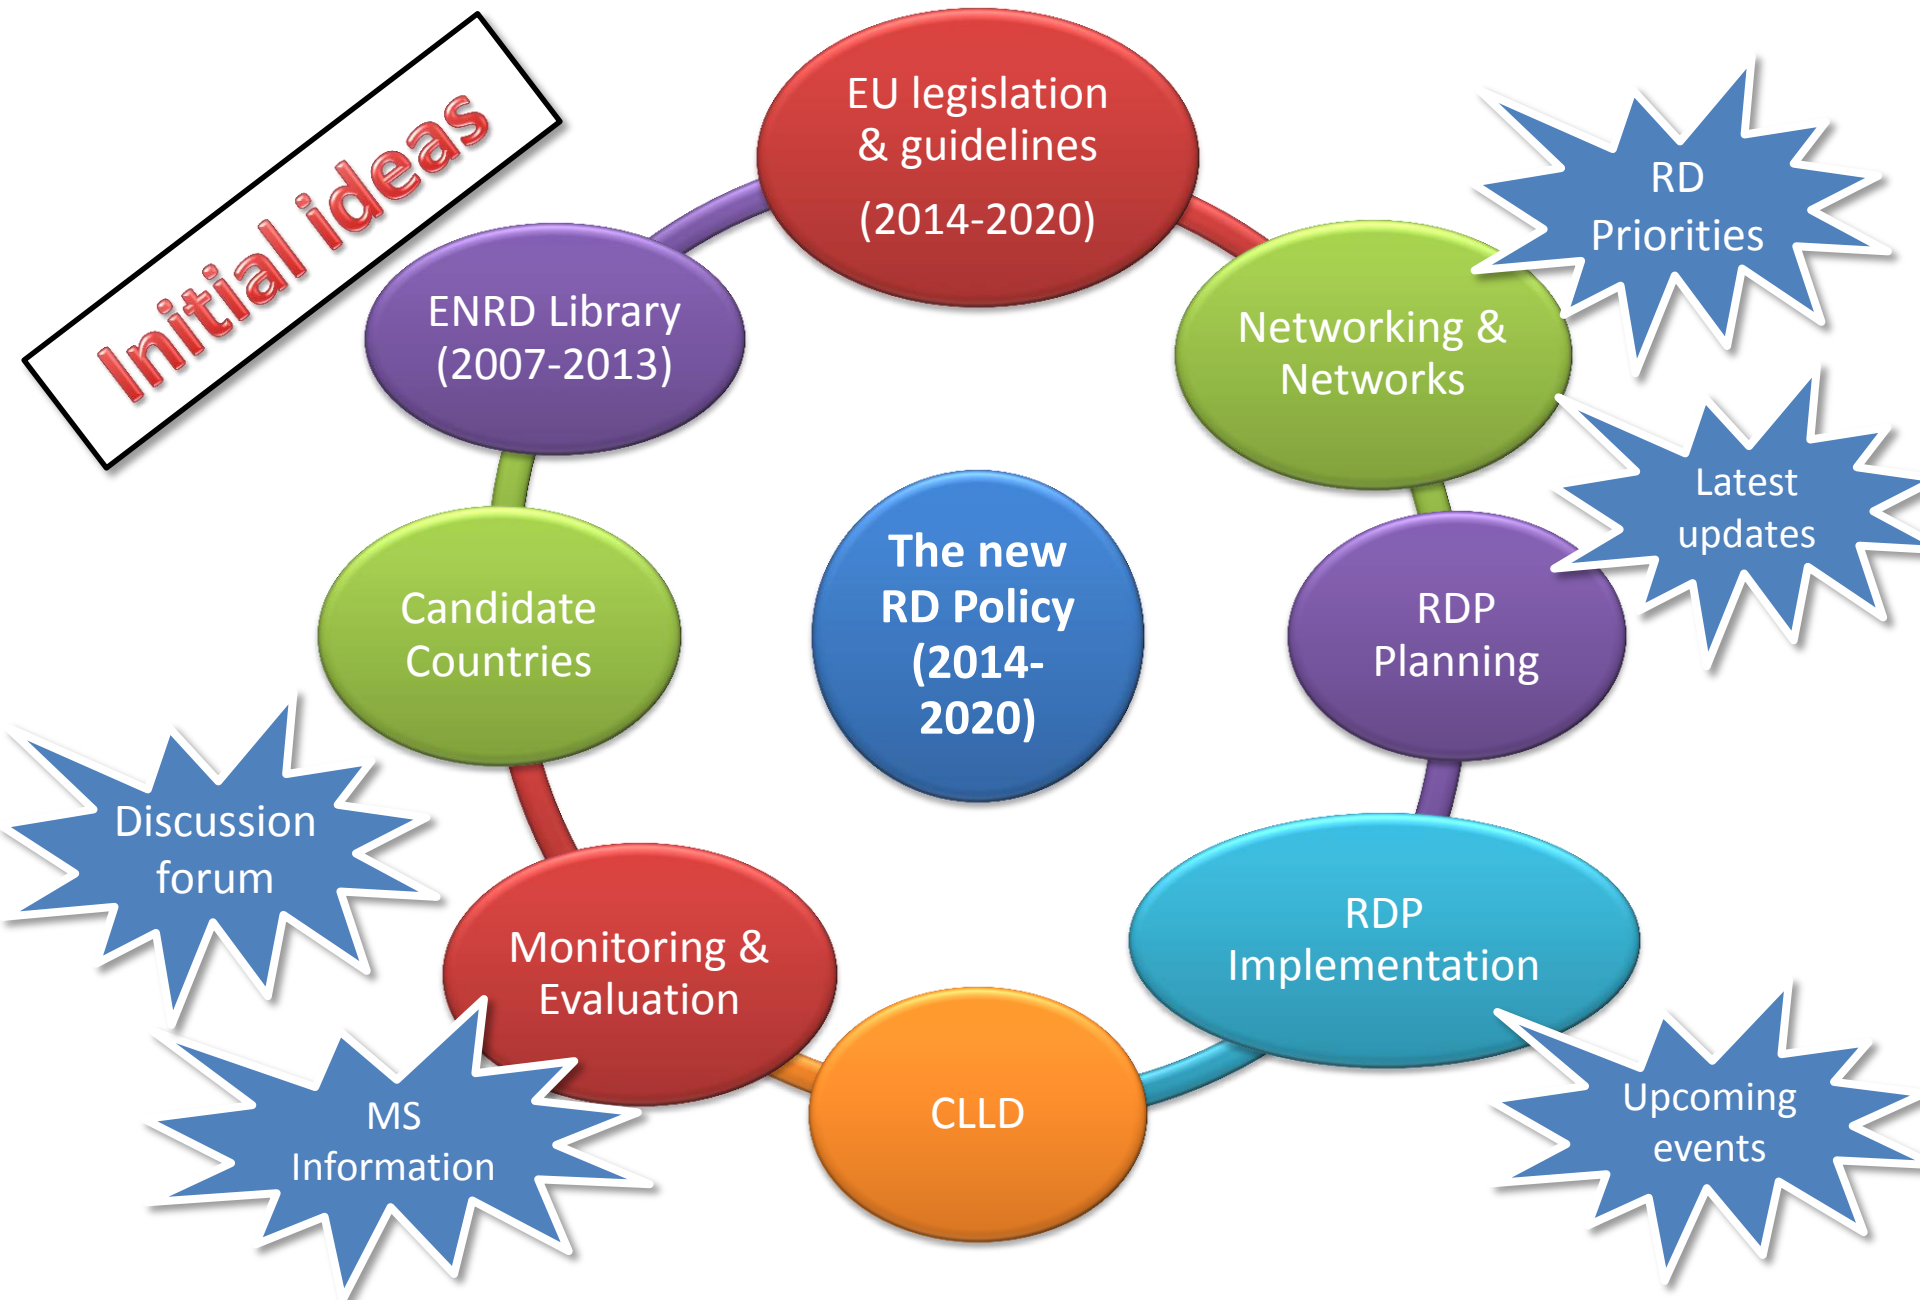 Initial ideas
EU legislation
& guidelines
(2014-2020)
RD
Priorities
ENRD Library
(2007-2013)
Networking &
Networks
Latest
updates
The new
RD Policy
(2014-
2020)
Candidate
Countries
RDP
Planning
Discussion
forum
RDP
Implementation
Monitoring &
Evaluation
CLLD
MS
Information
Upcoming
events